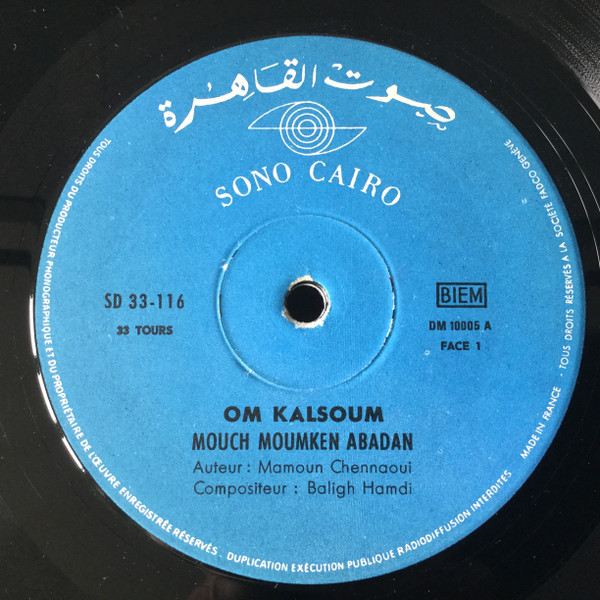 صوت القاهرة
SONO CAIRO
SD 33-116
33 TOURS
BIEM
DM 10005 A
FACE 1
OM KALSOUM
MOUCH MOUMKEN ABADAN
Auteur : Mamoun Chennaoui
Compositeur : Baligh Hamdi
TOUS DROITS DU PRODUCTEUR PHONOGRAPHIQUE ET DU PROPRIÉTAIRE DE L'ŒUVRE ENREGISTRÉE RÉSERVÉS. DUPLICATION EXÉCUTION PUBLIQUE RADIODIFFUSION INTERDITES
MADE IN FRANCE - TOUS DROITS RÉSERVÉS A LA SOCIÉTÉ FADCO GENÈVE